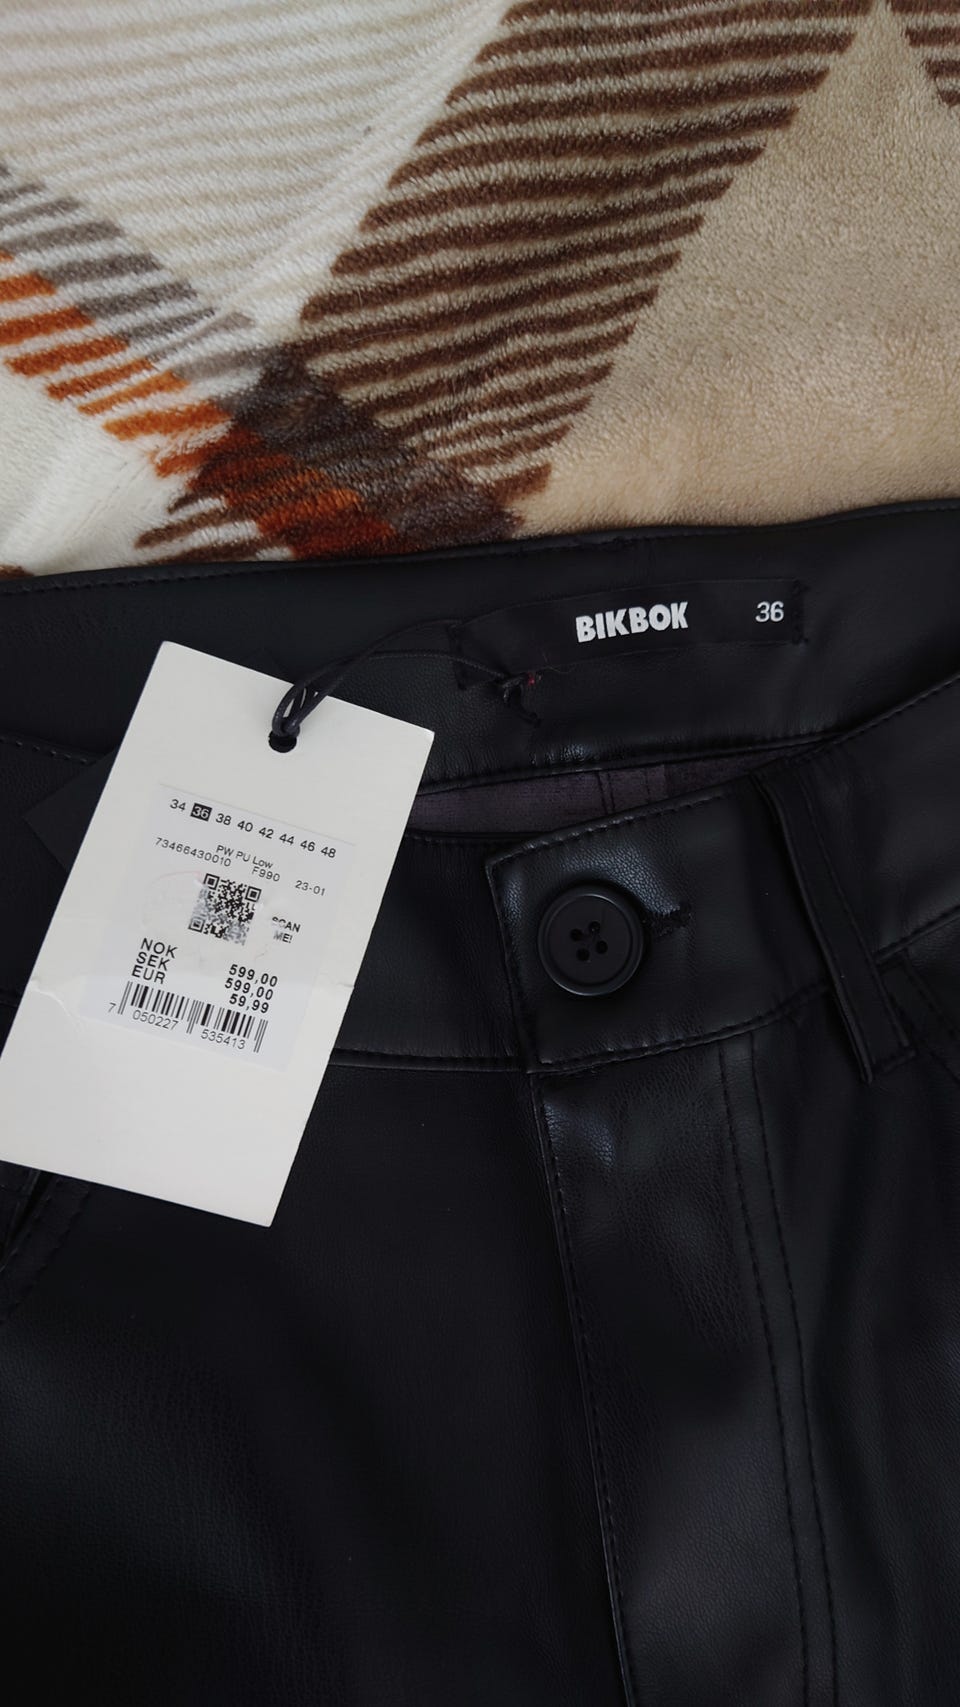 BIKBOK 36
34 36 38 40 42 44 46 48
PW PU Low
73466430010 F990 23-01
SCAN
ME!
NOK 599,00
SEK 599,00
EUR 59,99
7 050227 535413